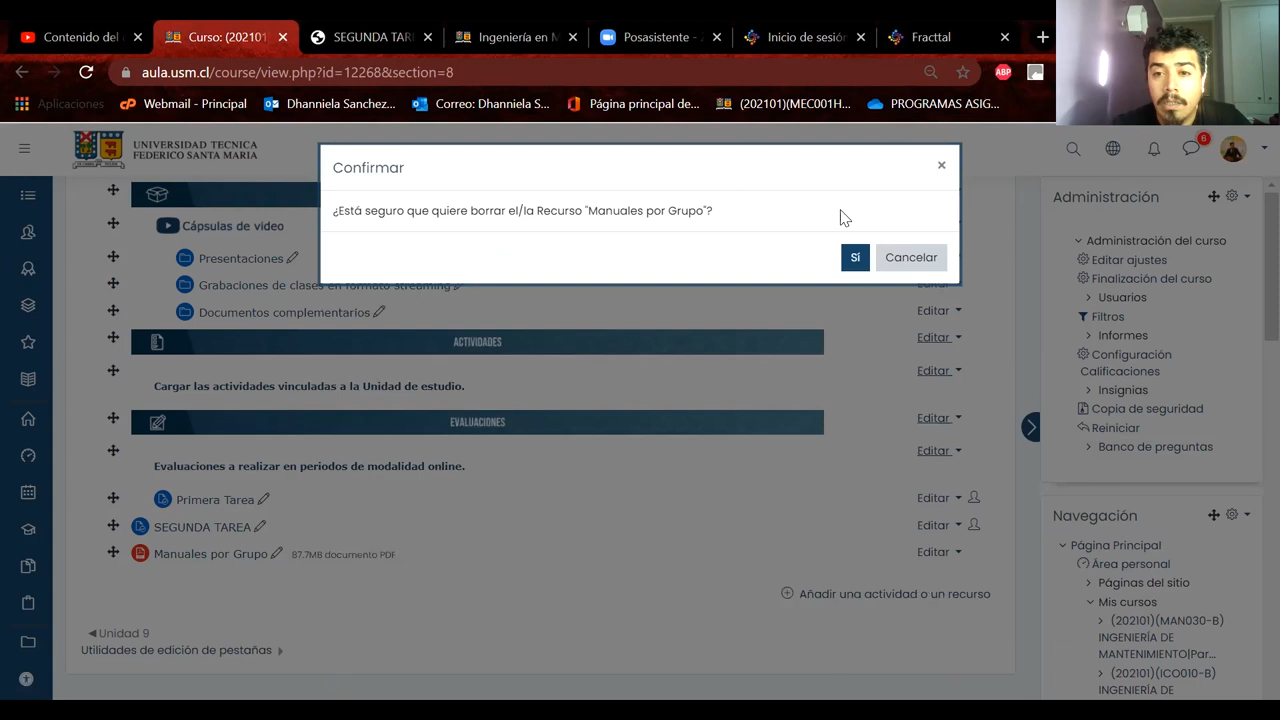 Contenido del c
Curso: (202101)
SEGUNDA TARE
Ingeniería en M
Posasistente - A
Inicio de sesión
Fracttal
aula.usm.cl/course/view.php?id=12268&section=8
ABP
Aplicaciones
Webmail - Principal
Dhanniela Sanchez...
Correo: Dhanniela S...
Página principal de...
(202101)(MEC001H...
PROGRAMAS ASIG...
UNIVERSIDAD TECNICA
FEDERICO SANTA MARIA
6
Confirmar
¿Está seguro que quiere borrar el/la Recurso "Manuales por Grupo"?
Sí
Cancelar
Cápsulas de video
Presentaciones
Grabaciones de clases en formato streaming
Documentos complementarios
Editar
ACTIVIDADES
Editar
Editar
Cargar las actividades vinculadas a la Unidad de estudio.
EVALUACIONES
Editar
Editar
Evaluaciones a realizar en periodos de modalidad online.
Primera Tarea
Editar
SEGUNDA TAREA
Editar
Manuales por Grupo
87.7MB documento PDF
Editar
Añadir una actividad o un recurso
Unidad 9
Utilidades de edición de pestañas
Administración
Administración del curso
Editar ajustes
Finalización del curso
Usuarios
Filtros
Informes
Configuración
Calificaciones
Insignias
Copia de seguridad
Reiniciar
Banco de preguntas
Navegación
Página Principal
Área personal
Páginas del sitio
Mis cursos
(202101)(MAN030-B)
INGENIERÍA DE
MANTENIMIENTO|Par...
(202101)(ICO010-B)
INGENIERÍA DE